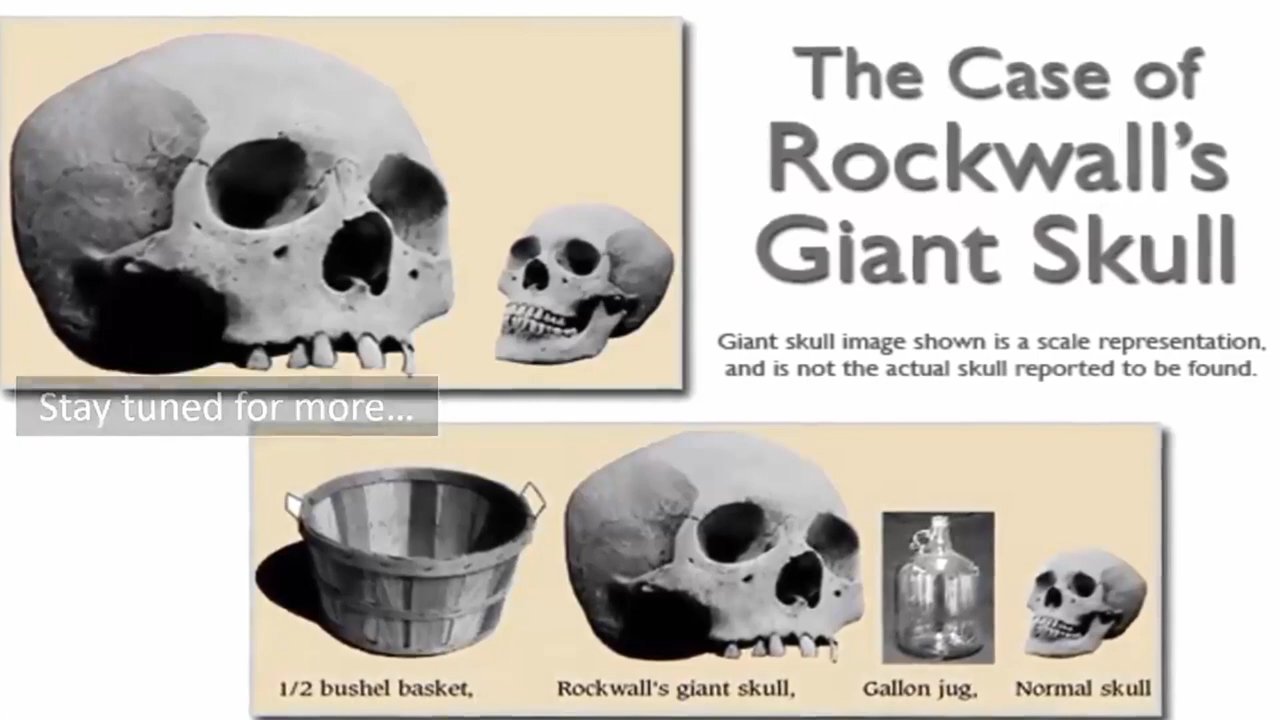 The Case of
Rockwall's
Giant Skull
Giant skull image shown is a scale representation,
and is not the actual skull reported to be found.
Stay tuned for more...
1/2 bushel basket,
Rockwall's giant skull,
Gallon jug,
Normal skull